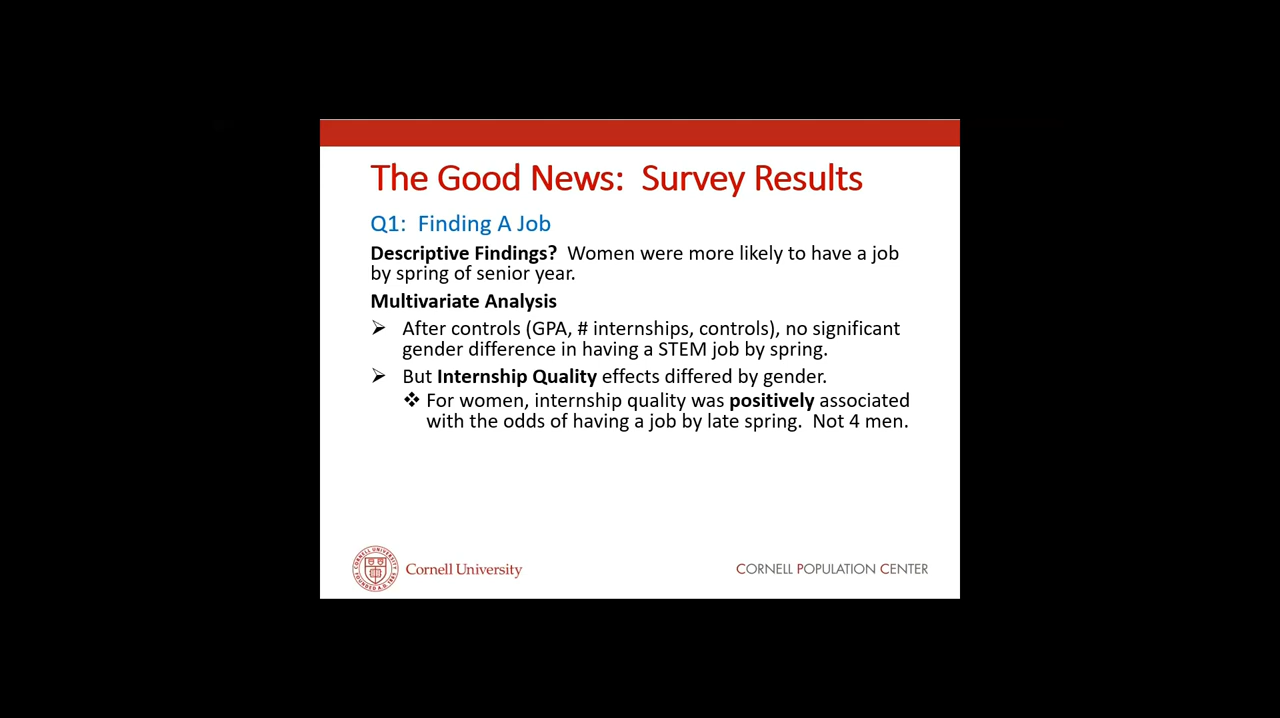 The Good News:  Survey Results
Q1:  Finding A Job
Descriptive Findings?  Women were more likely to have a job
by spring of senior year.
Multivariate Analysis
After controls (GPA, # internships, controls), no significant
gender difference in having a STEM job by spring.
But Internship Quality effects differed by gender.
For women, internship quality was positively associated
with the odds of having a job by late spring.  Not 4 men.
Cornell University
CORNELL POPULATION CENTER